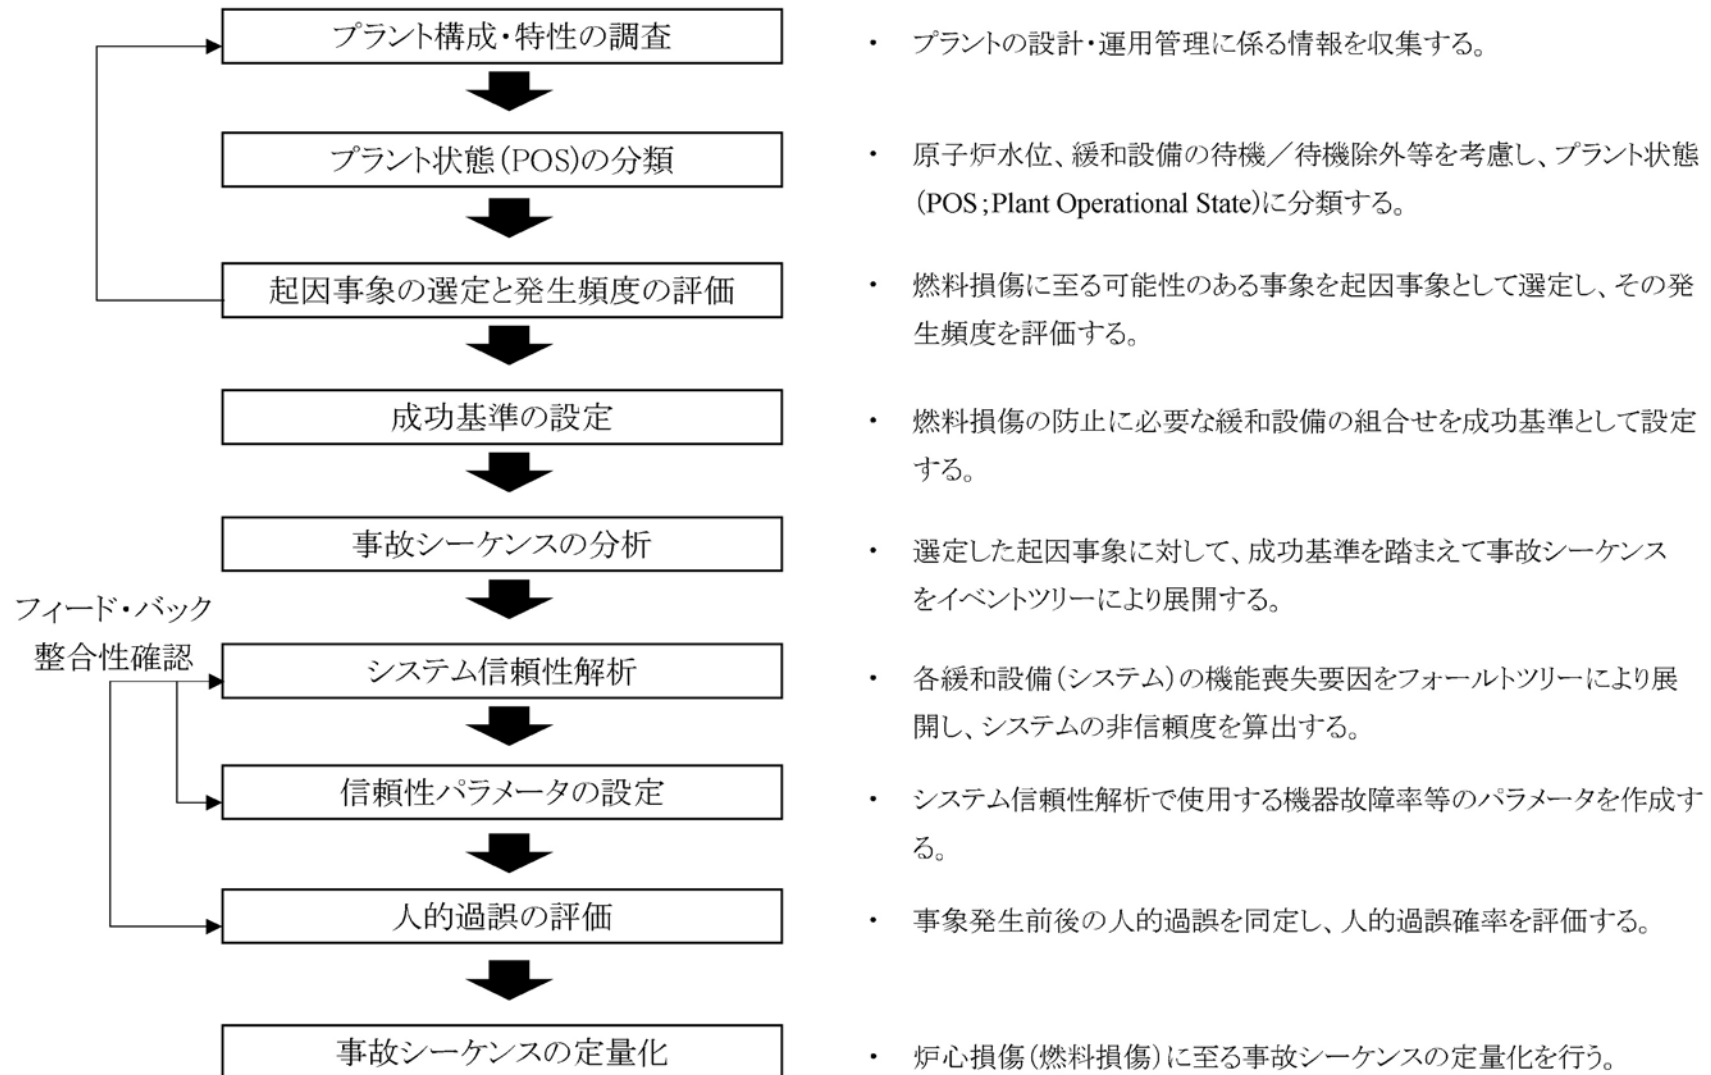 プラント構成・特性の調査
・ プラントの設計・運用管理に係る情報を収集する。
プラント状態(POS)の分類
・ 原子炉水位、緩和設備の待機／待機除外等を考慮し、プラント状態
(POS;Plant Operational State)に分類する。
起因事象の選定と発生頻度の評価
・ 燃料損傷に至る可能性のある事象を起因事象として選定し、その発
生頻度を評価する。
成功基準の設定
・ 燃料損傷の防止に必要な緩和設備の組合せを成功基準として設定
する。
事故シーケンスの分析
・ 選定した起因事象に対して、成功基準を踏まえて事故シーケンス
をイベントツリーにより展開する。
フィード・バック
整合性確認
システム信頼性解析
・ 各緩和設備(システム)の機能喪失要因をフォールトツリーにより展
開し、システムの非信頼度を算出する。
信頼性パラメータの設定
・ システム信頼性解析で使用する機器故障率等のパラメータを作成す
る。
人的過誤の評価
・ 事象発生前後の人的過誤を同定し、人的過誤確率を評価する。
事故シーケンスの定量化
・ 炉心損傷(燃料損傷)に至る事故シーケンスの定量化を行う。